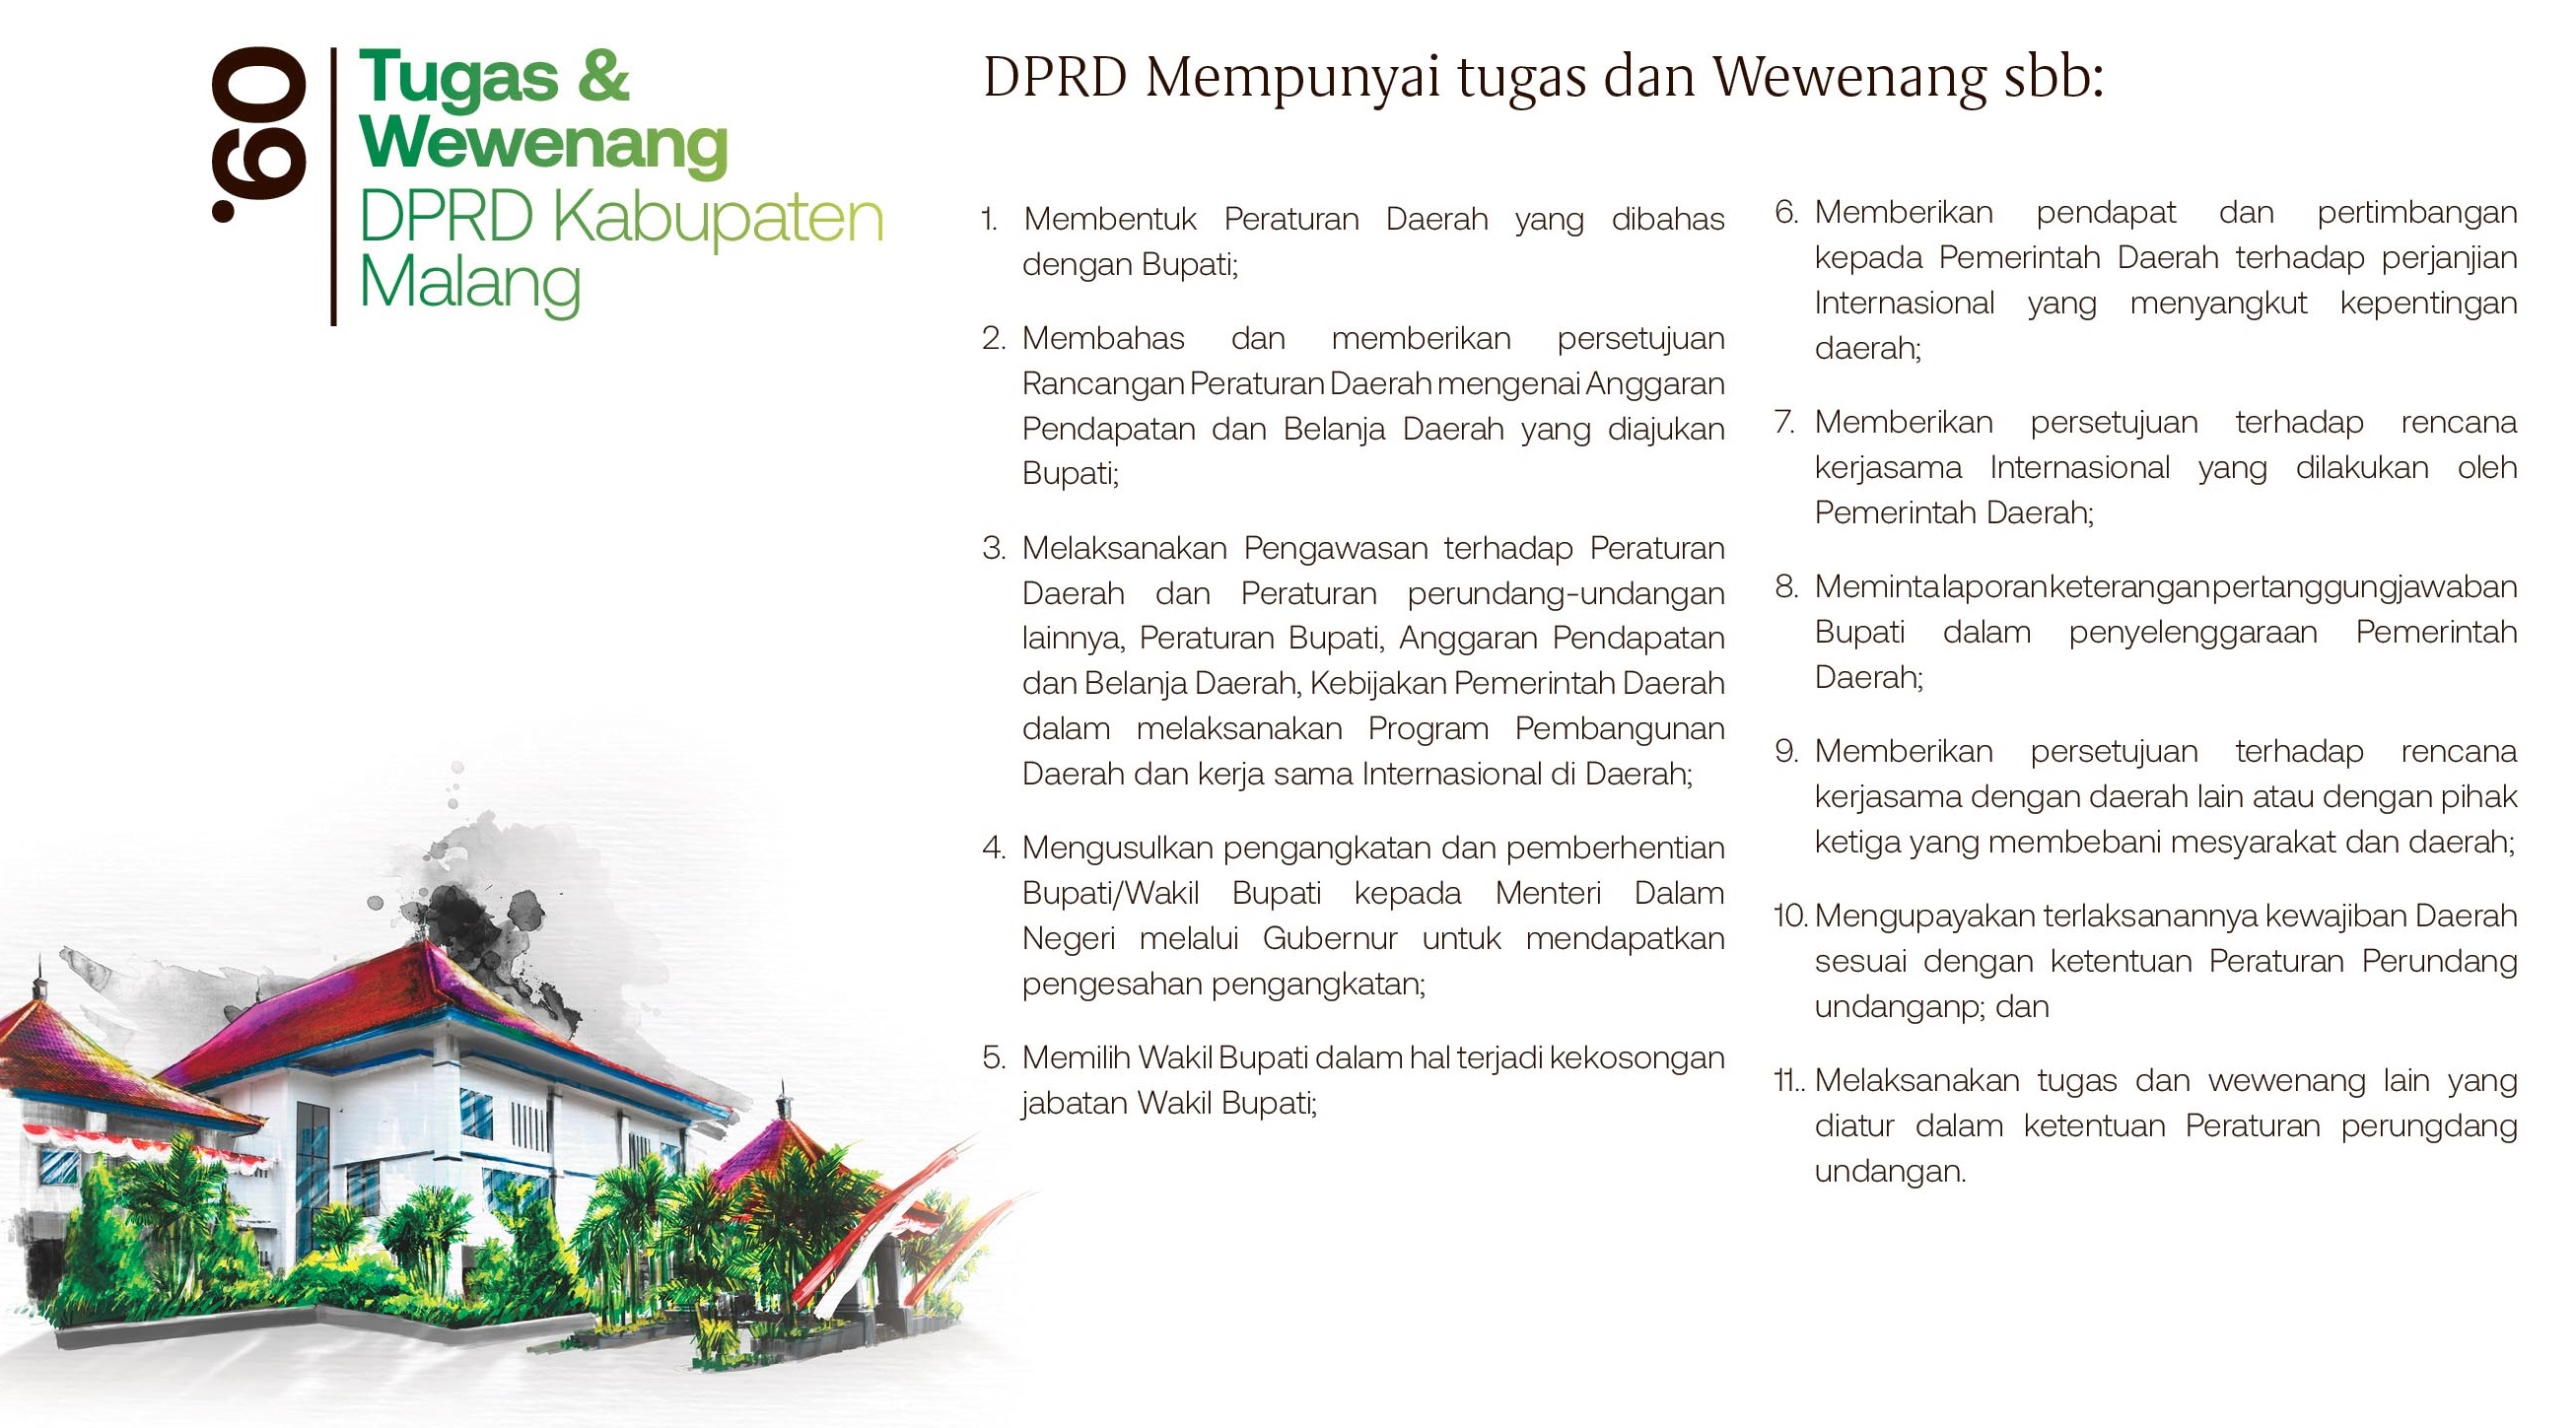 09.
Tugas &
Wewenang
DPRD Kabupaten
Malang
DPRD Mempunyai tugas dan Wewenang sbb:
1. Membentuk Peraturan Daerah yang dibahas
dengan Bupati;
2. Membahas dan memberikan persetujuan
Rancangan Peraturan Daerah mengenai Anggaran
Pendapatan dan Belanja Daerah yang diajukan
Bupati;
3. Melaksanakan Pengawasan terhadap Peraturan
Daerah dan Peraturan perundang-undangan
lainnya, Peraturan Bupati, Anggaran Pendapatan
dan Belanja Daerah, Kebijakan Pemerintah Daerah
dalam melaksanakan Program Pembangunan
Daerah dan kerja sama Internasional di Daerah;
4. Mengusulkan pengangkatan dan pemberhentian
Bupati/Wakil Bupati kepada Menteri Dalam
Negeri melalui Gubernur untuk mendapatkan
pengesahan pengangkatan;
5. Memilih Wakil Bupati dalam hal terjadi kekosongan
jabatan Wakil Bupati;
6. Memberikan pendapat dan pertimbangan
kepada Pemerintah Daerah terhadap perjanjian
Internasional yang menyangkut kepentingan
daerah;
7. Memberikan persetujuan terhadap rencana
kerjasama Internasional yang dilakukan oleh
Pemerintah Daerah;
8. Meminta laporan keterangan pertanggungjawaban
Bupati dalam penyelenggaraan Pemerintah
Daerah;
9. Memberikan persetujuan terhadap rencana
kerjasama dengan daerah lain atau dengan pihak
ketiga yang membebani mesyarakat dan daerah;
10. Mengupayakan terlaksanannya kewajiban Daerah
sesuai dengan ketentuan Peraturan Perundang
undanganp; dan
11.. Melaksanakan tugas dan wewenang lain yang
diatur dalam ketentuan Peraturan perungdang
undangan.